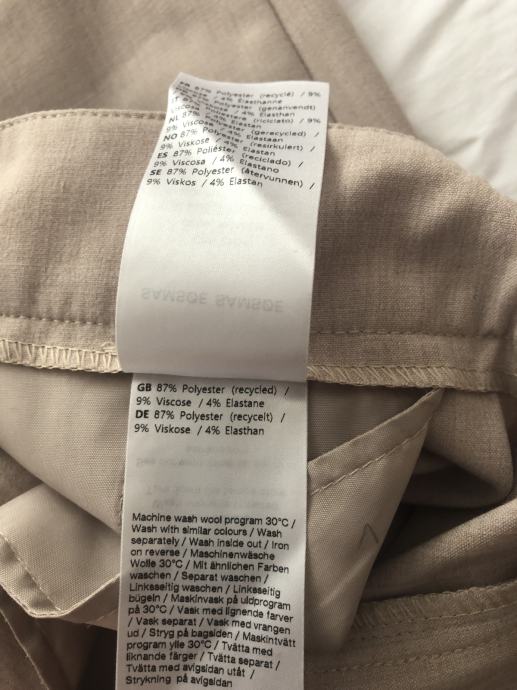 87% Polyester (recyclé) / 9%
/ 4% Elasthanne
(genanvendt)
/ 4% Elasthan
(riciclato) / 9%
Elastan
NL 87% Polyester (gerecycled) /
9% Viscose / 4% Elastaan
NO 87% Polyester (resirkulert) /
9% Viskose / 4% Elastan
ES 87% Poliéster (reciclado) /
9% Viscosa / 4% Elastano
SE 87% Polyester (återvunnen) /
9% Viskos / 4% Elastan
SAMSØE SAMSØE
GB 87% Polyester (recycled) /
9% Viscose / 4% Elastane
DE 87% Polyester (recycelt) /
9% Viskose / 4% Elasthan
Machine wash wool program 30°C /
Wash with similar colours / Wash
separately / Wash inside out / Iron
on reverse / Maschinenwäsche
Wolle 30°C / Mit ähnlichen Farben
waschen / Separat waschen /
Linksseitig waschen / Linksseitig
bügeln / Maskinvask på uldprogram
på 30°C / Vask med lignende farver
/ Vask separat / Vask med vrangen
ud / Stryg på bagsiden / Maskintvätt
program ylle 30°C / Tvätta med
liknande färger / Tvätta separat /
Tvätta med avigsidan utåt /
Strykning på avigsidan